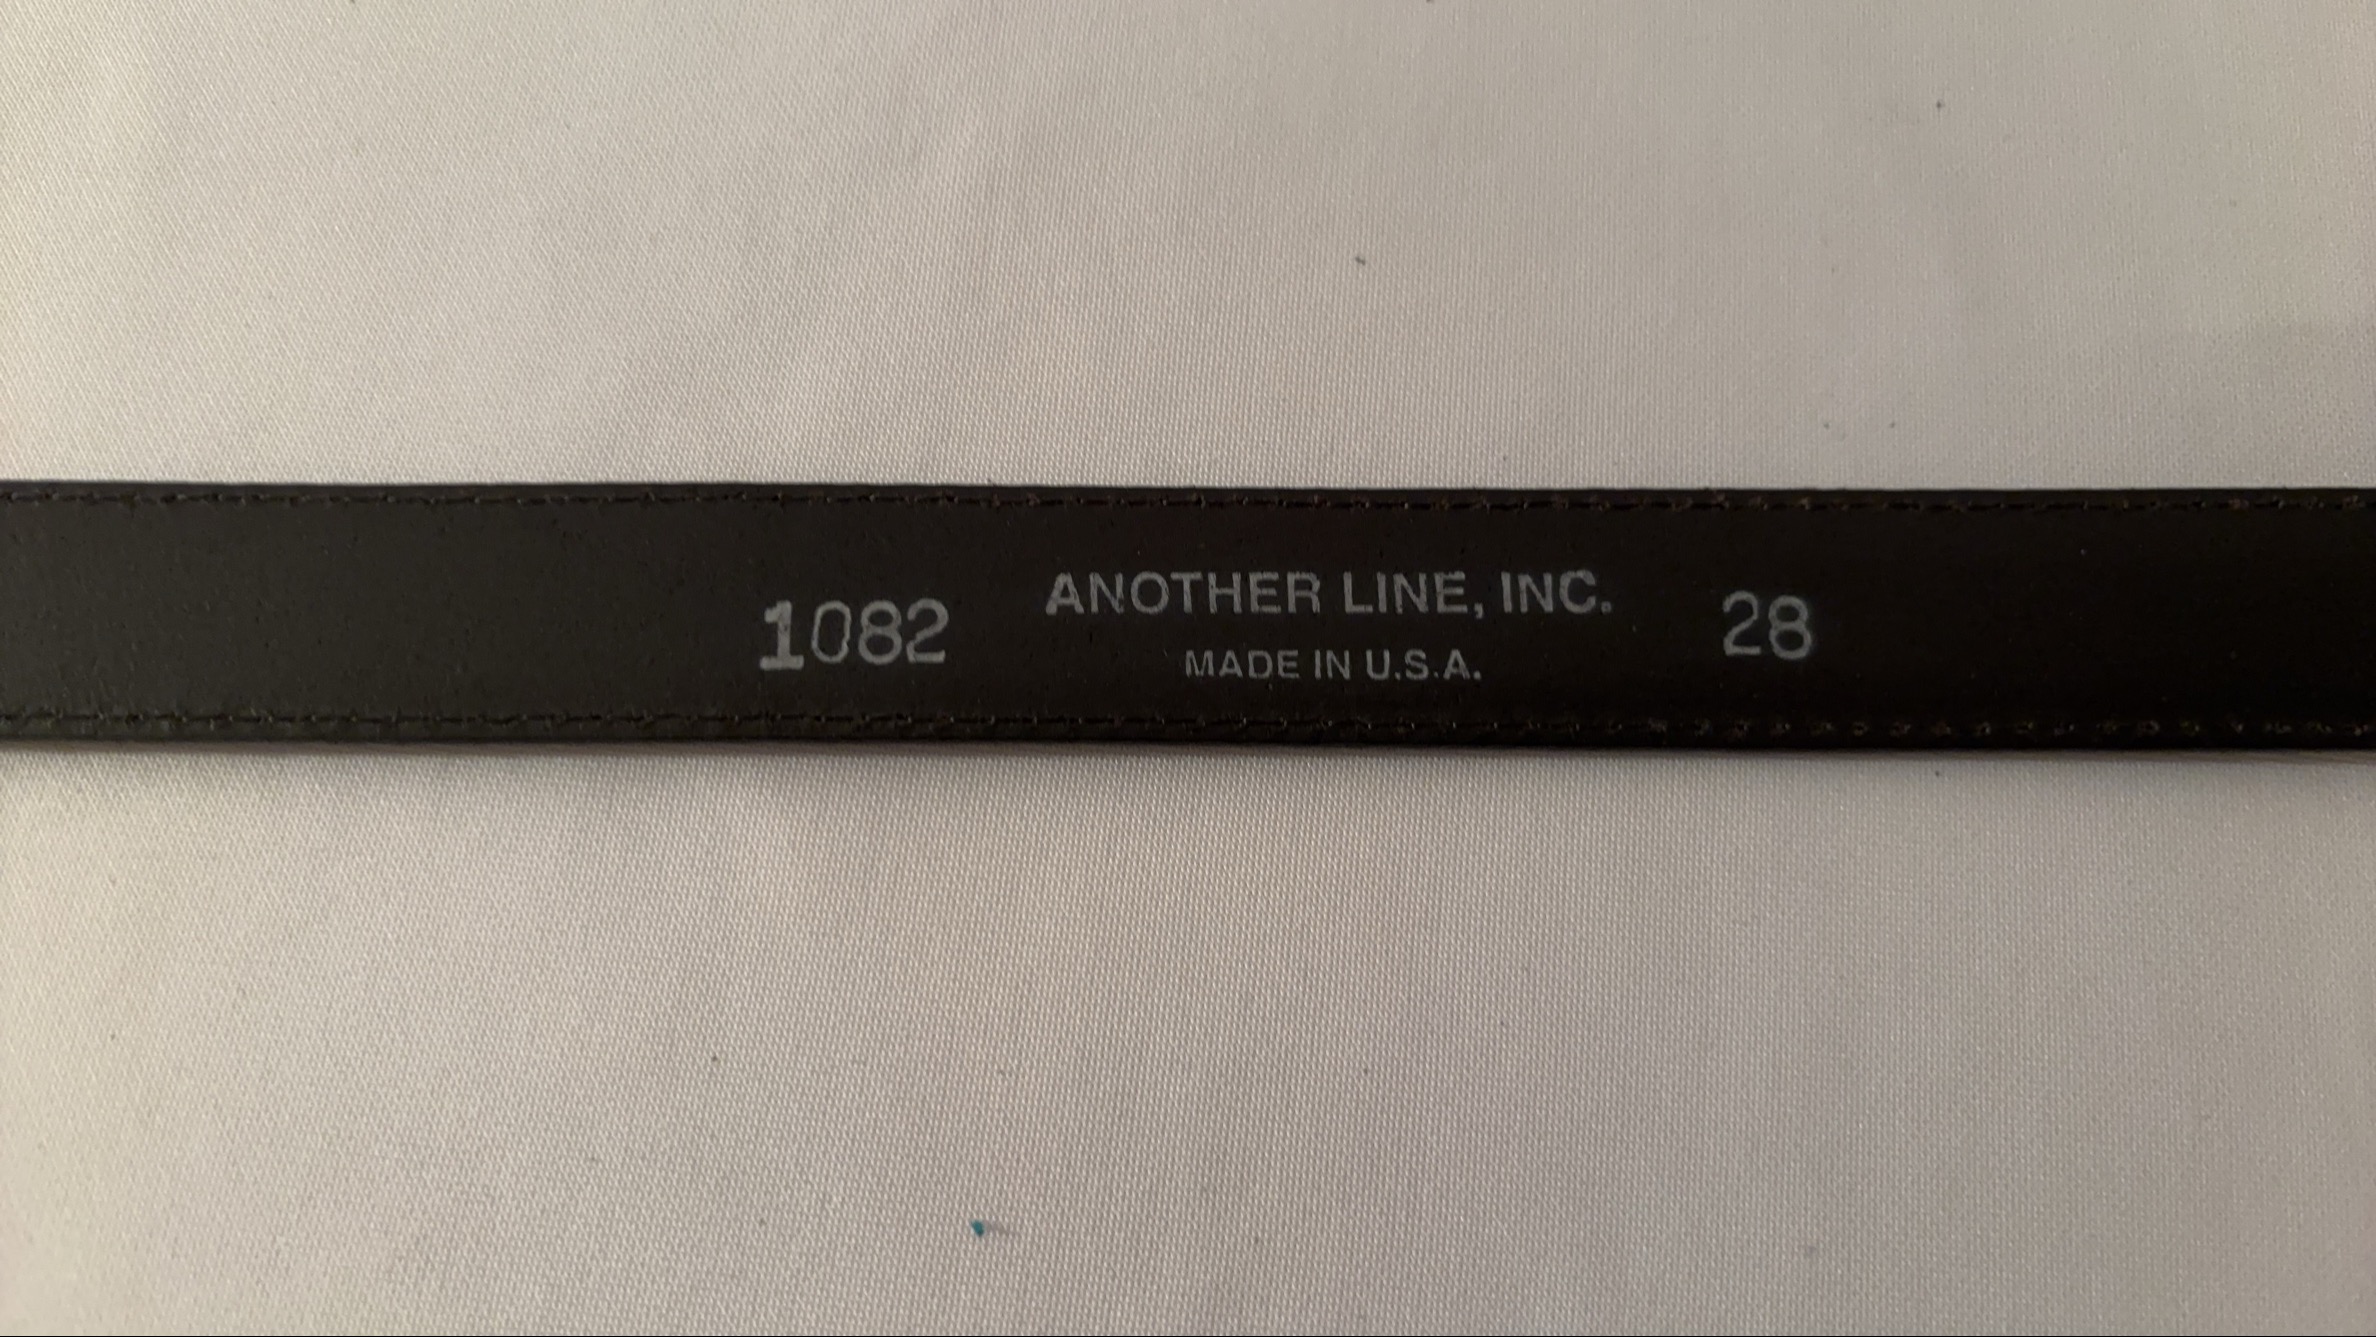 1082
ANOTHER LINE, INC.
MADE IN U.S.A.
28